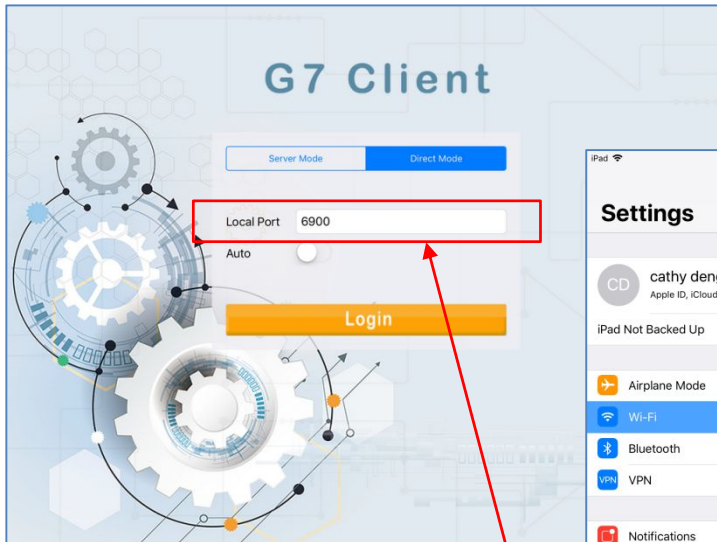 G7 Client
Server Mode Direct Mode
Local Port 6900
Auto
Login
iPad
Settings
CD
cathy deng
Apple ID, iCloud
iPad Not Backed Up
Airplane Mode
Wi-Fi
Bluetooth
VPN VPN
Notifications